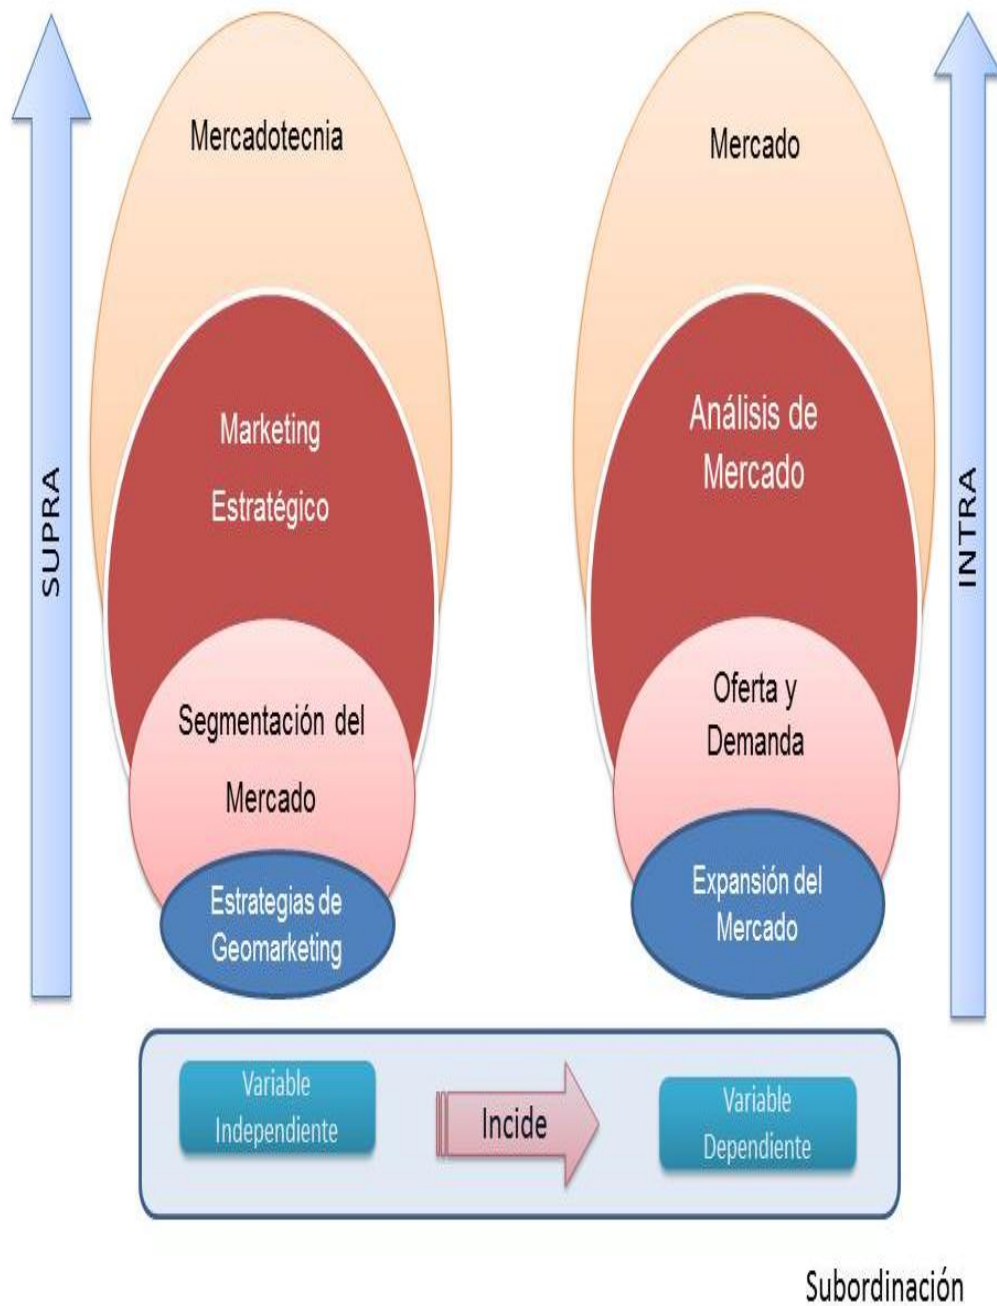 SUPRA
Mercadotecnia
Marketing
Estratégico
Segmentación del
Mercado
Estrategias de
Geomarketing
Mercado
Análisis de
Mercado
Oferta y
Demanda
Expansión del
Mercado
INTRA
Variable
Independiente
Incide
Variable
Dependiente
Subordinación